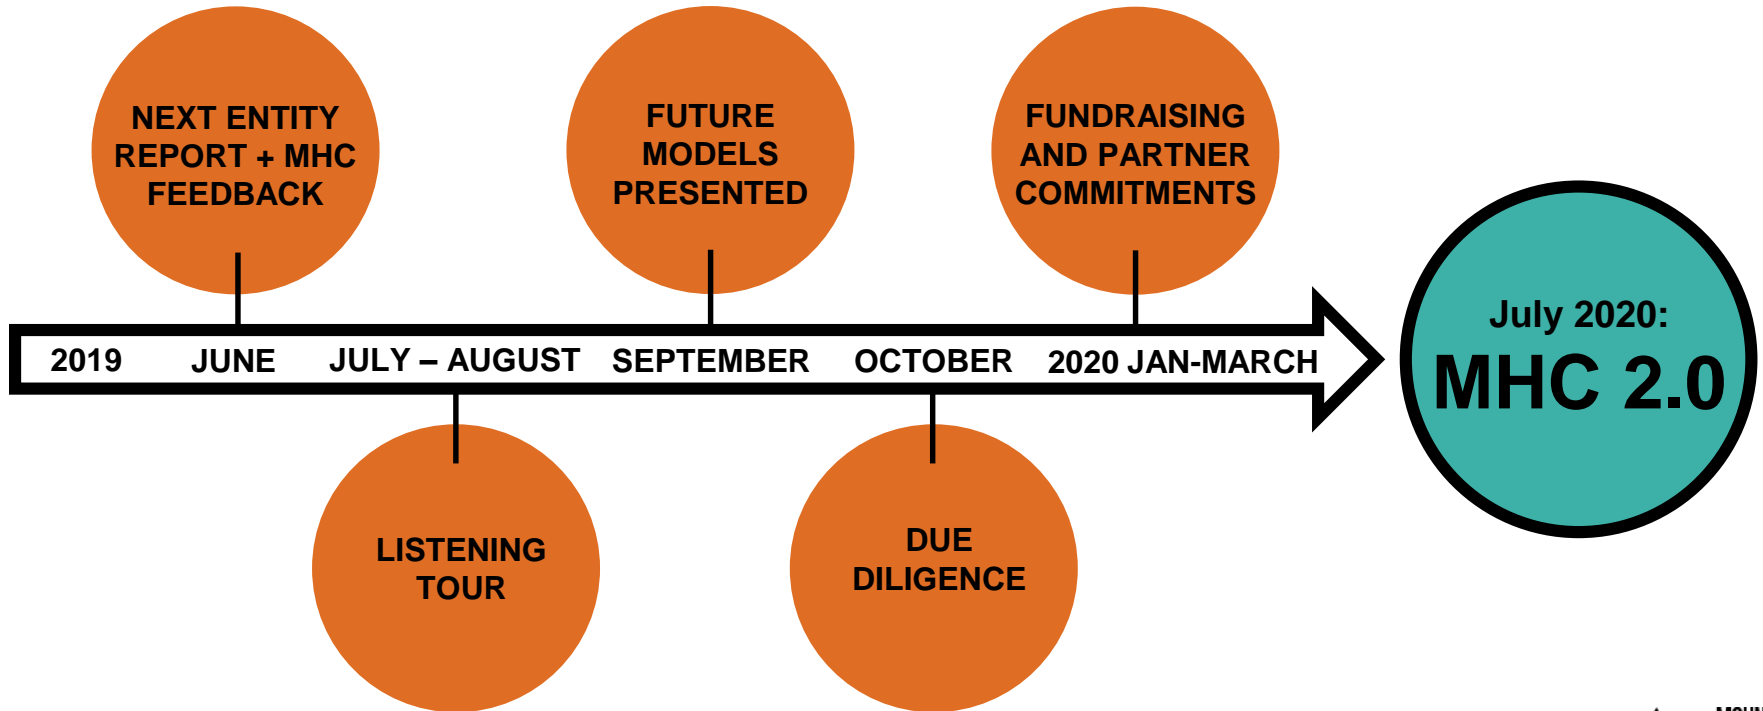 NEXT ENTITY
REPORT + MHC
FEEDBACK
FUTURE
MODELS
PRESENTED
FUNDRAISING
AND PARTNER
COMMITMENTS
2019 JUNE JULY – AUGUST SEPTEMBER OCTOBER 2020 JAN-MARCH
July 2020:
MHC 2.0
LISTENING
TOUR
DUE
DILIGENCE